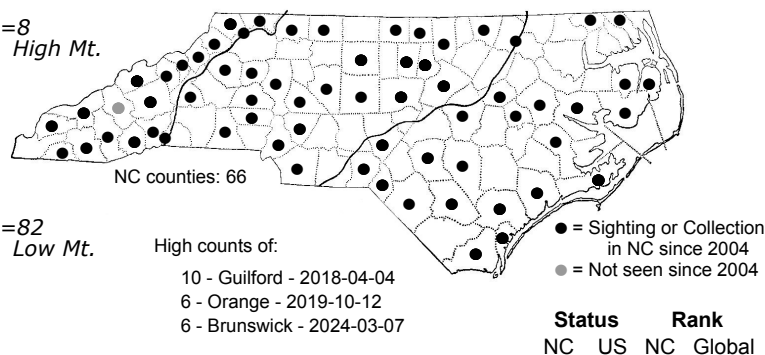 =8
High Mt.
NC counties: 66
=82
Low Mt.
High counts of:
10 - Guilford - 2018-04-04
6 - Orange - 2019-10-12
6 - Brunswick - 2024-03-07
= Sighting or Collection
in NC since 2004
= Not seen since 2004
Status Rank
NC US NC Global